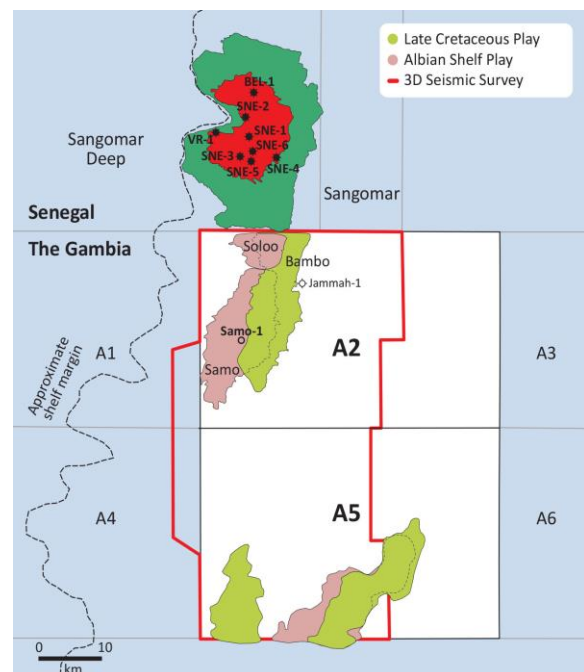 Late Cretaceous Play
Albian Shelf Play
3D Seismic Survey
BEL-1
SNE-2
VR-1
SNE-1
SNE-6
SNE-3
SNE-5
SNE-4
Sangomar
Deep
Sangomar
Senegal
The Gambia
Soloo
Bambo
Jammah-1
Samo-1
Samo
A1
A2
A3
Approximate
shelf margin
A4
A5
A6
0 10
km